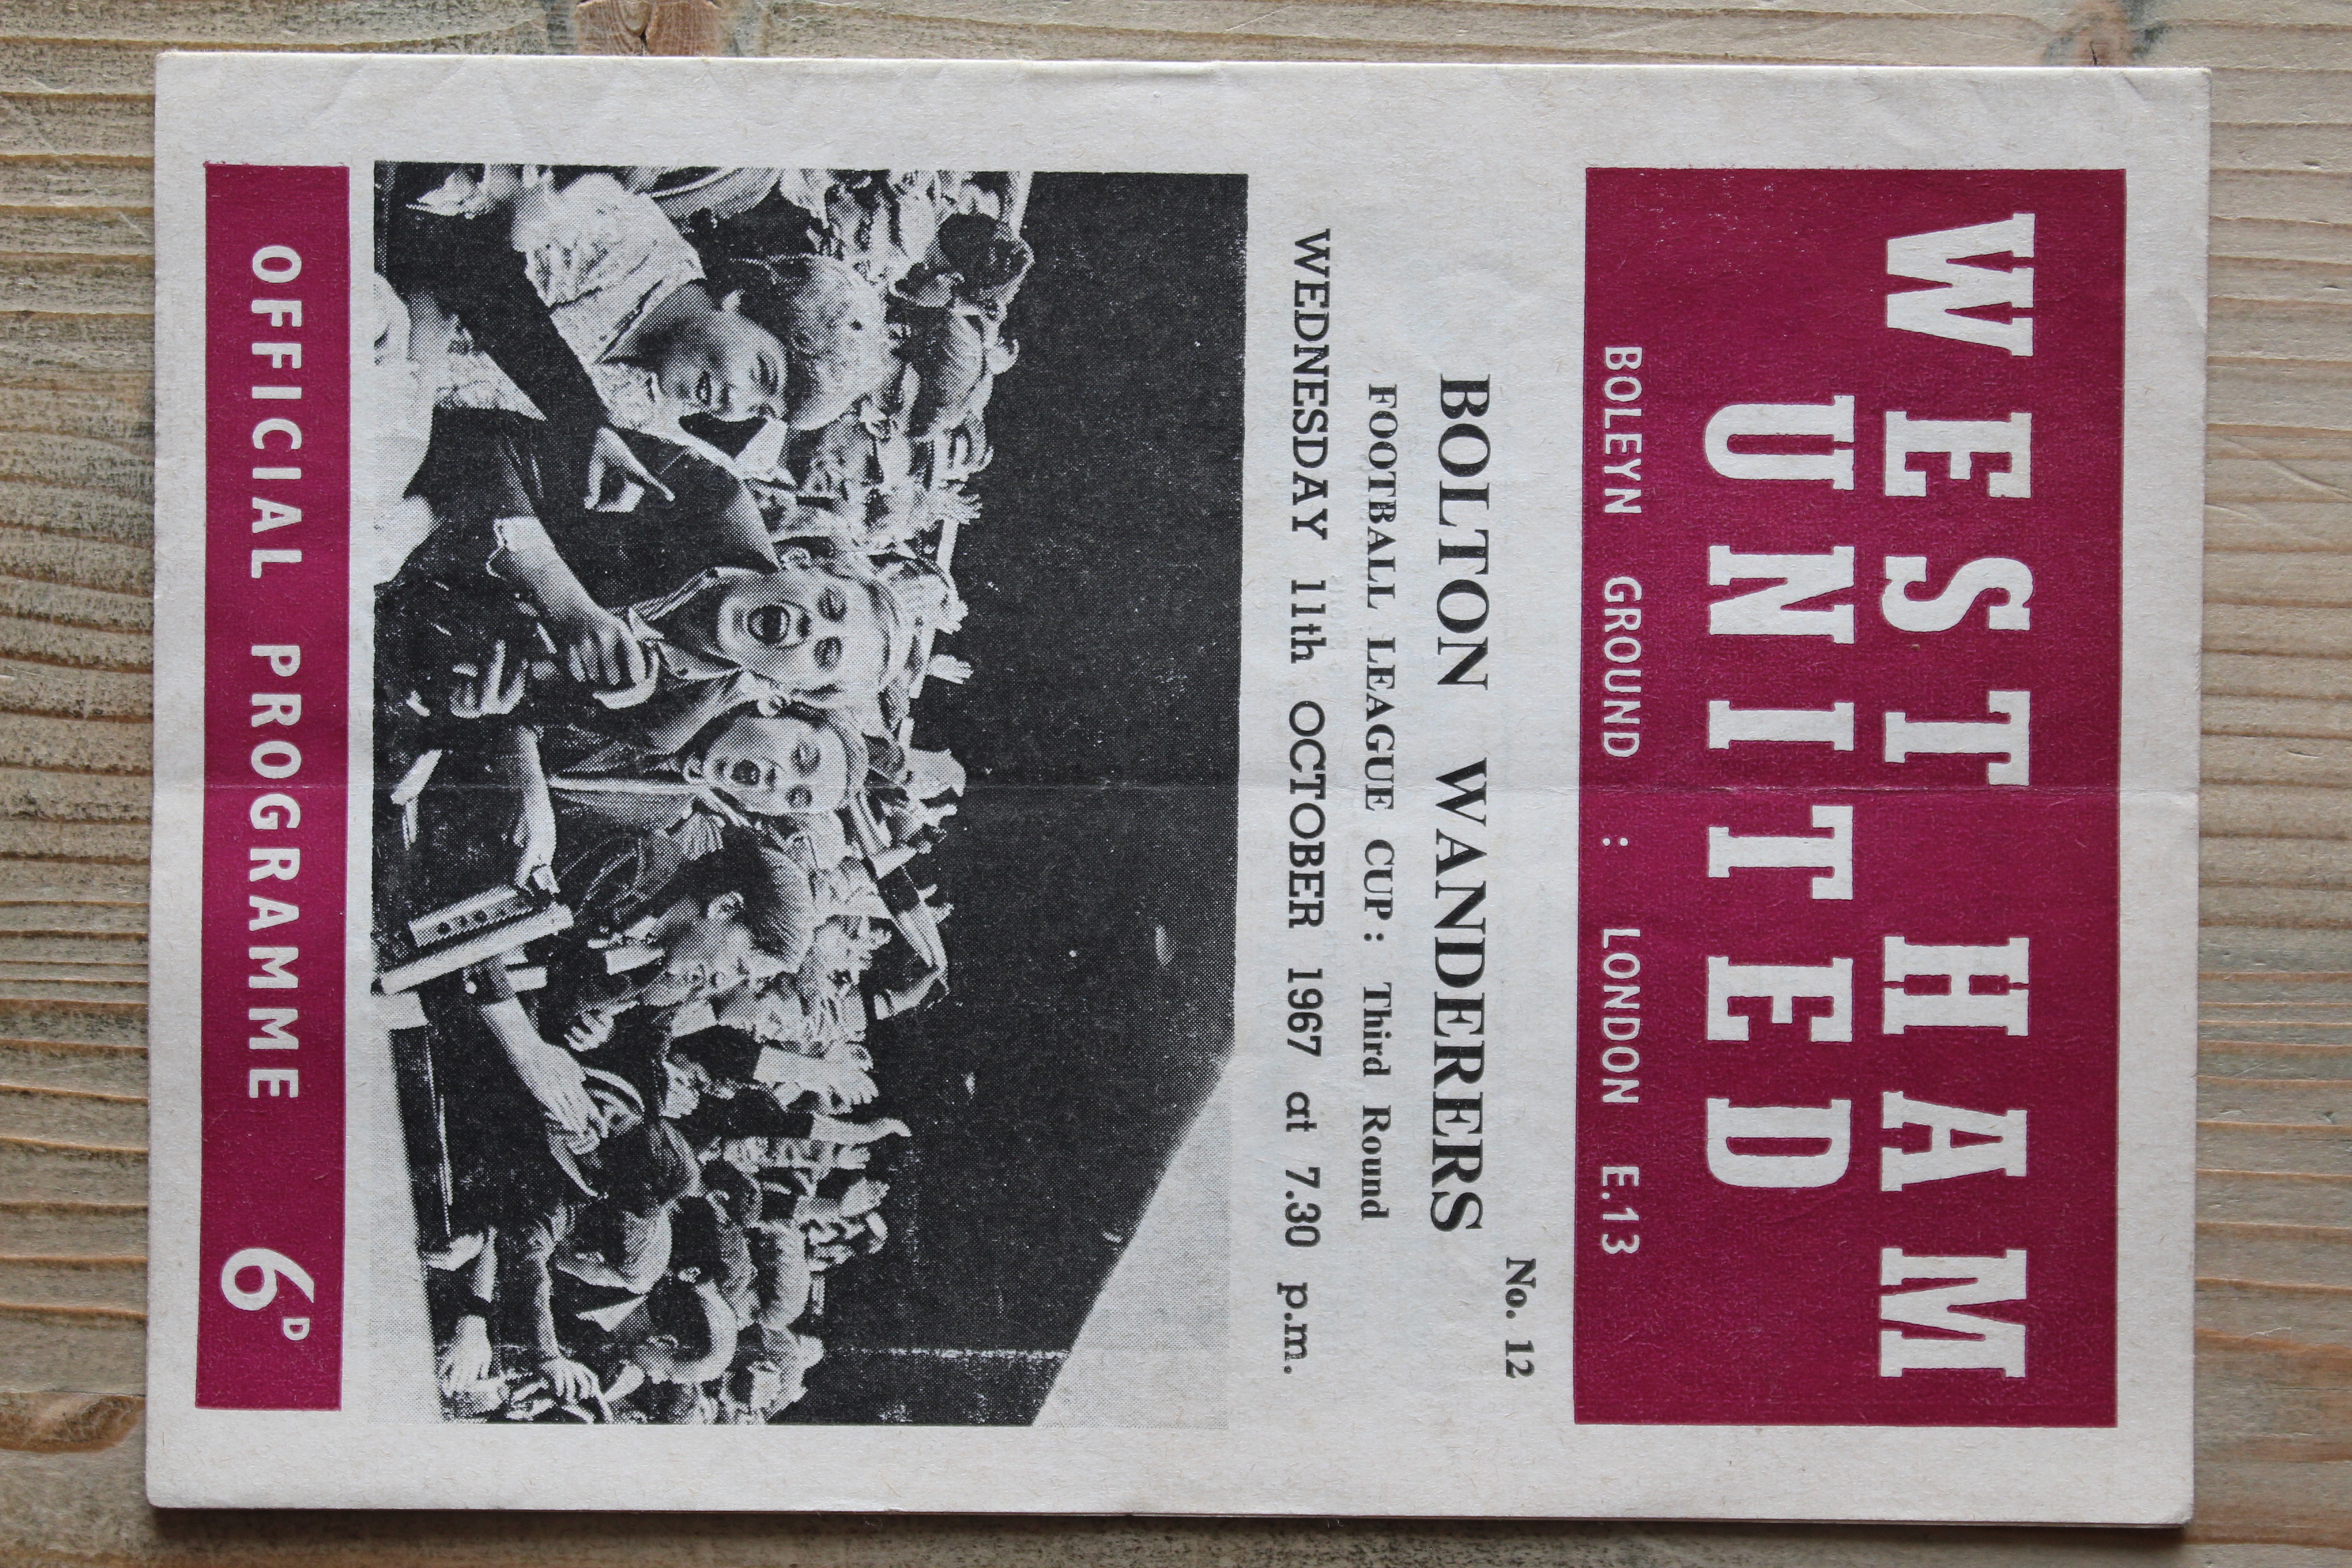 WEST HAM
UNITED
BOLEYN GROUND : LONDON E.13
No. 12
BOLTON WANDERERS
FOOTBALL LEAGUE CUP : Third Round
WEDNESDAY 11th OCTOBER 1967 at 7.30 p.m.
OFFICIAL PROGRAMME 6D